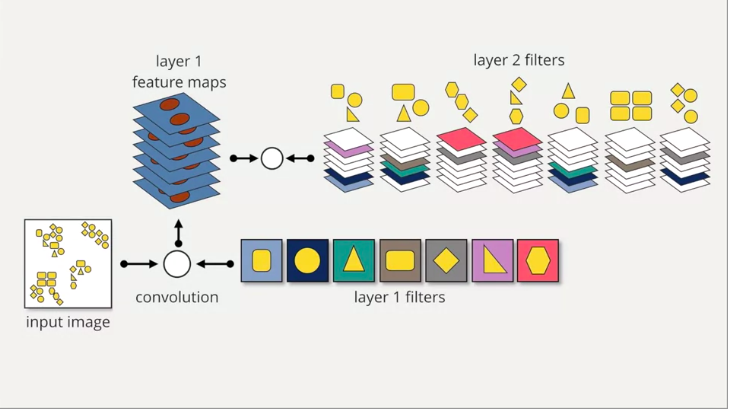 layer 1
feature maps
layer 2 filters
convolution
layer 1 filters
input image